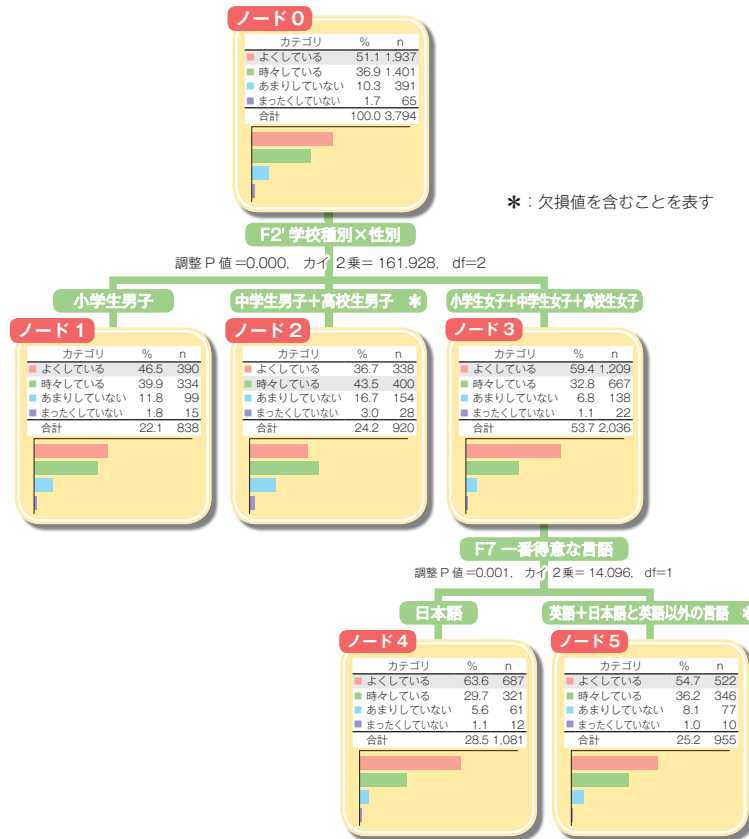 ノード 0
カテゴリ % n
よくしている 51.1 1,937
時々している 36.9 1,401
あまりしていない 10.3 391
まったくしていない 1.7 65
合計 100.0 3,794
＊：欠損値を含むことを表す
F2' 学校種別×性別
調整 P 値 =0.000, カイ 2乗= 161.928, df=2
小学生男子
中学生男子＋高校生男子 ＊
小学生女子＋中学生女子＋高校生女子
ノード 1
カテゴリ % n
よくしている 46.5 390
時々している 39.9 334
あまりしていない 11.8 99
まったくしていない 1.8 15
合計 22.1 838
ノード 2
カテゴリ % n
よくしている 36.7 338
時々している 43.5 400
あまりしていない 16.7 154
まったくしていない 3.0 28
合計 24.2 920
ノード 3
カテゴリ % n
よくしている 59.4 1,209
時々している 32.8 667
あまりしていない 6.8 138
まったくしていない 1.1 22
合計 53.7 2,036
F7 一番得意な言語
調整 P 値 =0.001, カイ 2乗= 14.096, df=1
日本語
英語＋日本語と英語以外の言語 ＊
ノード 4
カテゴリ % n
よくしている 63.6 687
時々している 29.7 321
あまりしていない 5.6 61
まったくしていない 1.1 12
合計 28.5 1,081
ノード 5
カテゴリ % n
よくしている 54.7 522
時々している 36.2 346
あまりしていない 8.1 77
まったくしていない 1.0 10
合計 25.2 955